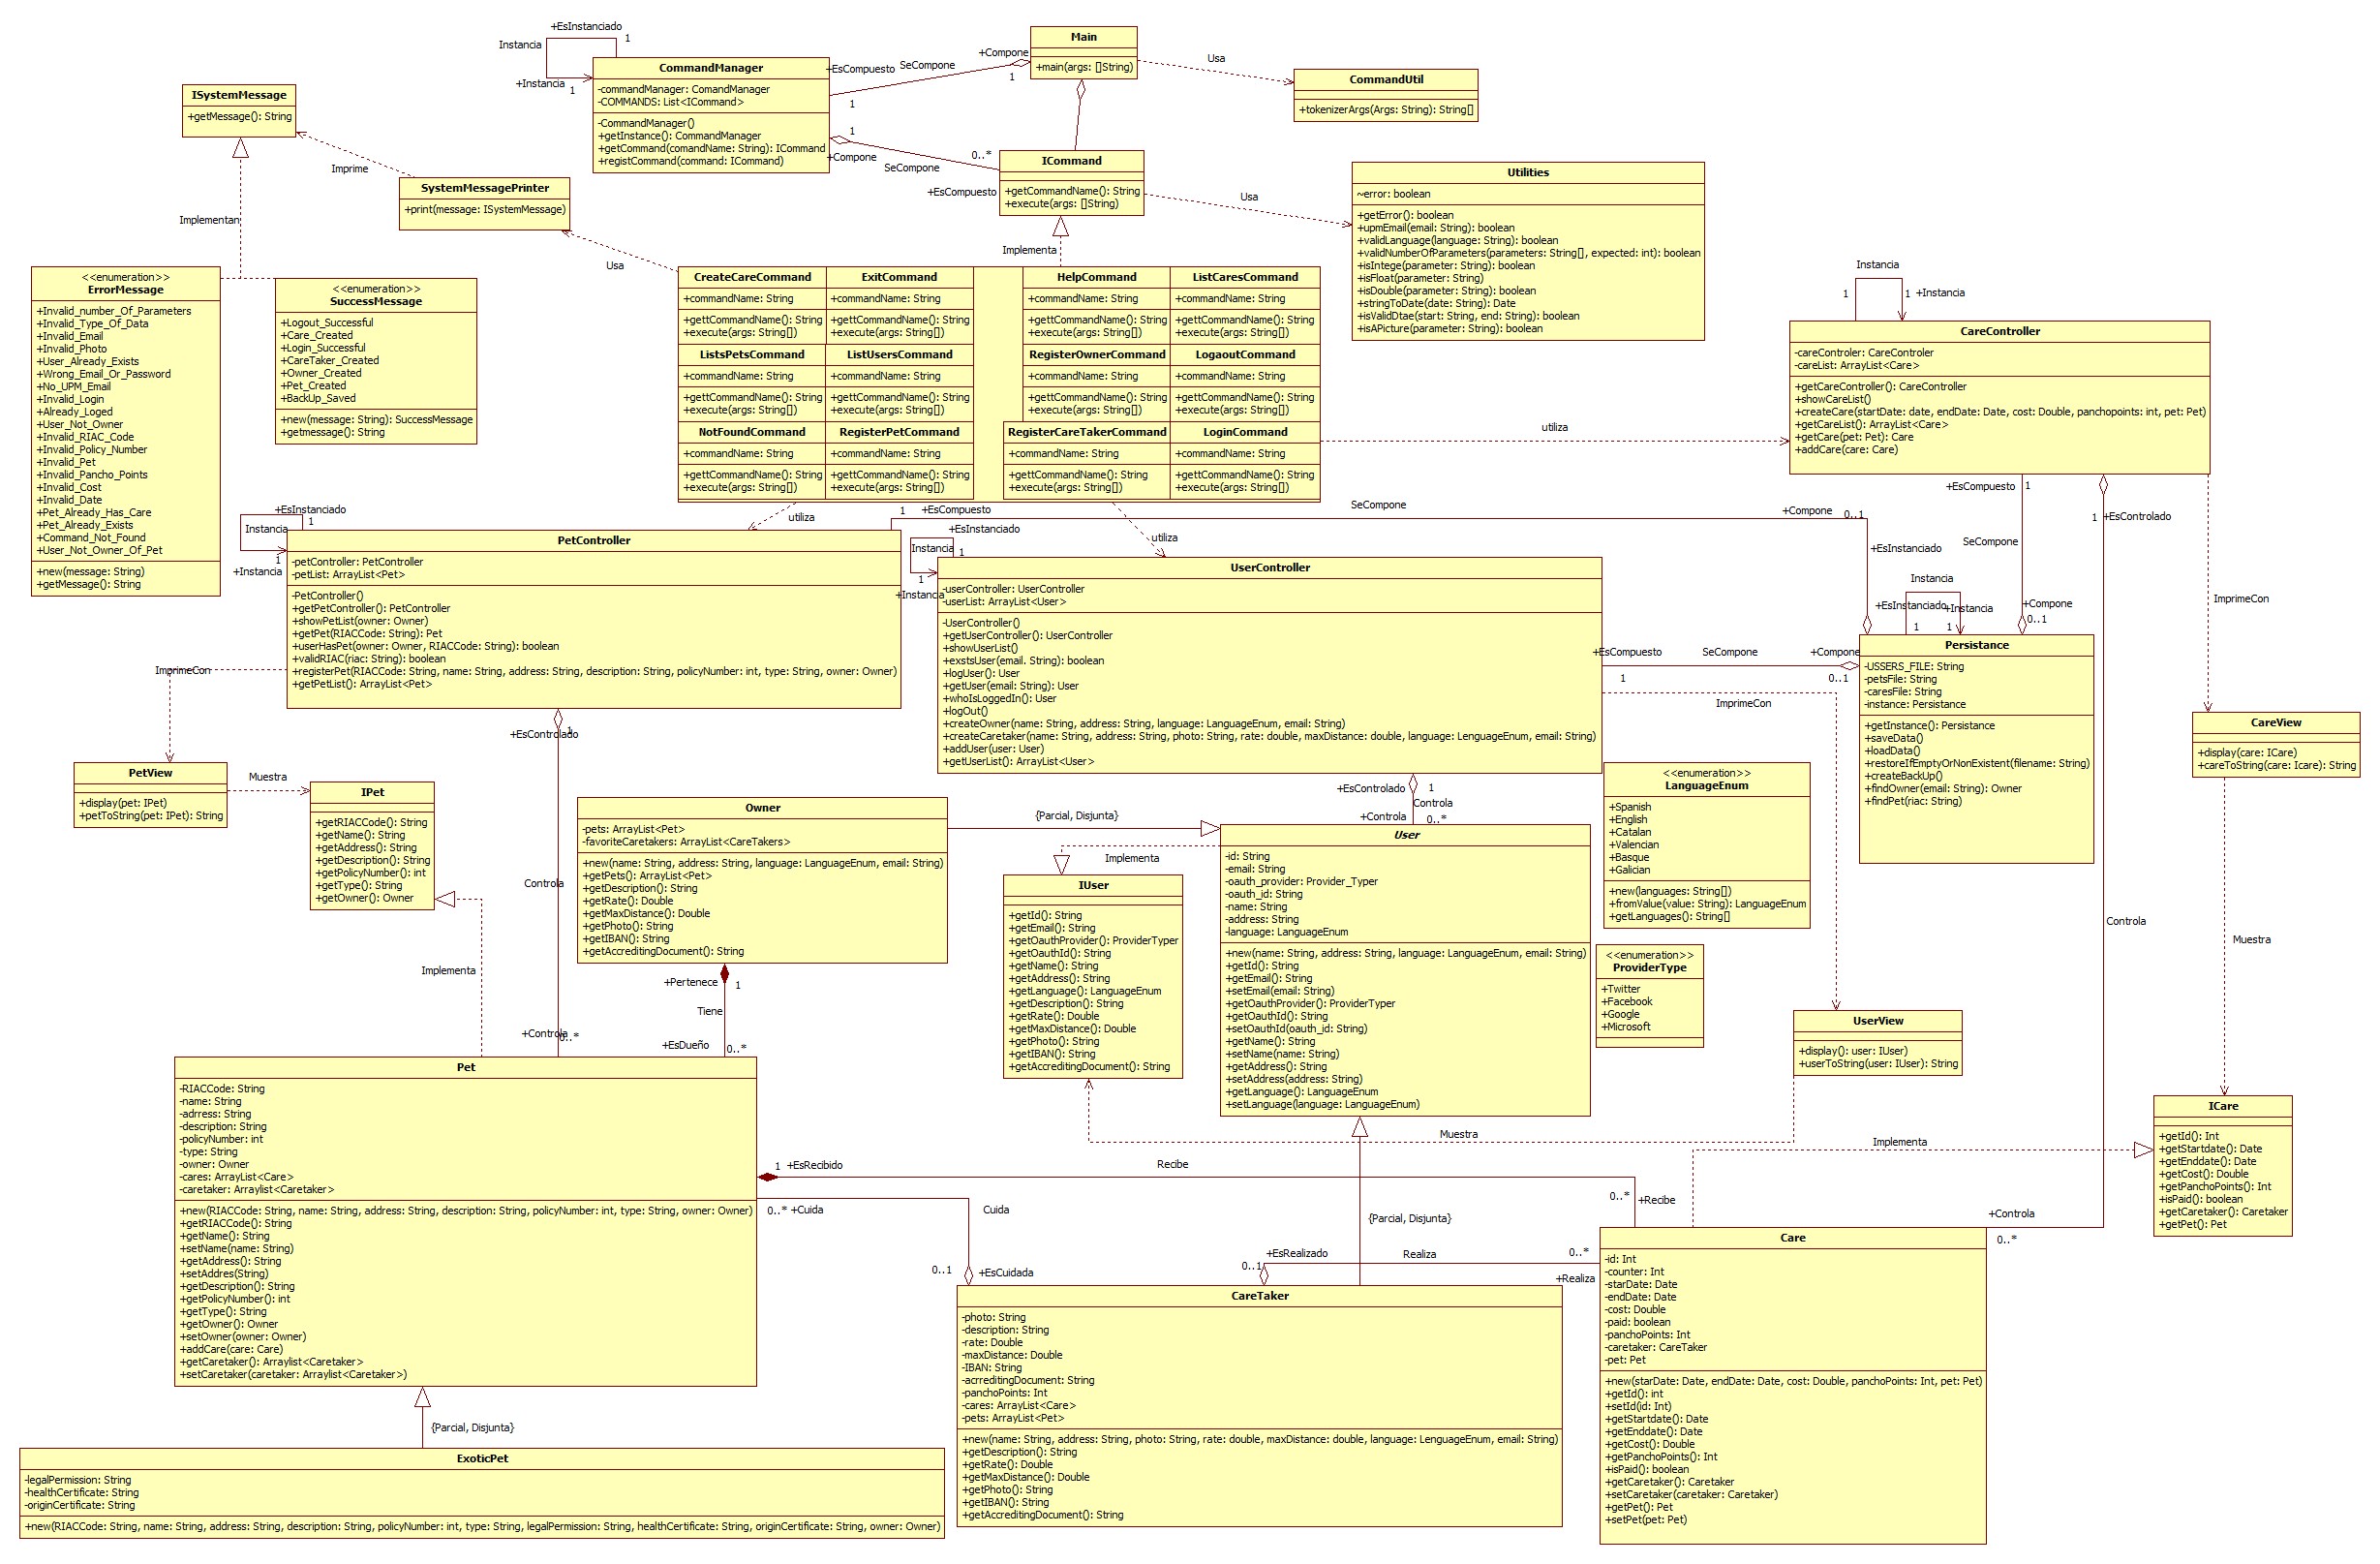 +EsInstanciado
1
Instancia
+Instancia
1
CommandManager
-commandManager: ComandManager
-COMMANDS: List<ICommand>
-CommandManager()
+getInstance(): CommandManager
+getCommand(comandName: String): ICommand
+registCommand(command: ICommand)
+EsCompuesto
SeCompone
+Compone
1
1
Main
+main(args: []String)
Usa
CommandUtil
+tokenizerArgs(Args: String): String[]
1
+Compone
SeCompone
0..*
+EsCompuesto
ICommand
+getCommandName(): String
+execute(args: []String)
Usa
Implementa
Utilities
~error: boolean
+getError(): boolean
+upmEmail(email: String): boolean
+validLanguage(language: String): boolean
+validNumberOfParameters(parameters: String[], expected: int): boolean
+isIntege(parameter: String): boolean
+isFloat(parameter: String)
+isDouble(parameter: String): boolean
+stringToDate(date: String): Date
+isValidDtae(start: String, end: String): boolean
+isAPicture(parameter: String): boolean
ISystemMessage
+getMessage(): String
Imprime
SystemMessagePrinter
+print(message: ISystemMessage)
Implementan
Usa
<<enumeration>>
ErrorMessage
+Invalid_number_Of_Parameters
+Invalid_Type_Of_Data
+Invalid_Email
+Invalid_Photo
+User_Already_Exists
+Wrong_Email_Or_Password
+No_UPM_Email
+Invalid_Login
+Already_Loged
+User_Not_Owner
+Invalid_RIAC_Code
+Invalid_Policy_Number
+Invalid_Pet
+Invalid_Pancho_Points
+Invalid_Cost
+Invalid_Date
+Pet_Already_Has_Care
+Pet_Already_Exists
+Command_Not_Found
+User_Not_Owner_Of_Pet
+new(message: String)
+getMessage(): String
<<enumeration>>
SuccessMessage
+Logout_Successful
+Care_Created
+Login_Successful
+CareTaker_Created
+Owner_Created
+Pet_Created
+BackUp_Saved
+new(message: String): SuccessMessage
+getmessage(): String
CreateCareCommand
+commandName: String
+gettCommandName(): String
+execute(args: String[])
ExitCommand
+commandName: String
+gettCommandName(): String
+execute(args: String[])
HelpCommand
+commandName: String
+gettCommandName(): String
+execute(args: String[])
ListCaresCommand
+commandName: String
+gettCommandName(): String
+execute(args: String[])
ListsPetsCommand
+commandName: String
+gettCommandName(): String
+execute(args: String[])
ListUsersCommand
+commandName: String
+gettCommandName(): String
+execute(args: String[])
RegisterOwnerCommand
+commandName: String
+gettCommandName(): String
+execute(args: String[])
LogaoutCommand
+commandName: String
+gettCommandName(): String
+execute(args: String[])
NotFoundCommand
+commandName: String
+gettCommandName(): String
+execute(args: String[])
RegisterPetCommand
+commandName: String
+gettCommandName(): String
+execute(args: String[])
RegisterCareTakerCommand
+commandName: String
+gettCommandName(): String
+execute(args: String[])
LoginCommand
+commandName: String
+gettCommandName(): String
+execute(args: String[])
utiliza
utiliza
utiliza
Instancia
1
1
+Instancia
CareController
-careControler: CareControler
-careList: ArrayList<Care>
+getCareController(): CareController
+showCareList()
+createCare(startDate: date, endDate: Date, cost: Double, panchopoints: int, pet: Pet)
+getCareList(): ArrayList<Care>
+getCare(pet: Pet): Care
+addCare(care: Care)
+EsCompuesto
1
SeCompone
+Compone
0..1
1
+EsControlado
ImprimeCon
+EsInstanciado
1
Instancia
1
+Instancia
PetController
-petController: PetController
-petList: ArrayList<Pet>
-PetController()
+getPetController(): PetController
+showPetList(owner: Owner)
+getPet(RIACCode: String): Pet
+userHasPet(owner: Owner, RIACCode: String): boolean
+validRIAC(riac: String): boolean
+registerPet(RIACCode: String, name: String, address: String, description: String, policyNumber: int, type: String, owner: Owner)
+getPetList(): ArrayList<Pet>
1
+EsCompuesto
SeCompone
+Compone
0..1
+EsInstanciado
Instancia
1
1
+Instancia
UserController
-userController: UserController
-userList: ArrayList<User>
-UserController()
+getUserController(): UserController
+showUserList()
+exstsUser(email. String): boolean
+logUser(): User
+getUser(email: String): User
+whoIsLoggedIn(): User
+logOut()
+createOwner(name: String, address: String, language: LanguageEnum, email: String)
+createCaretaker(name: String, address: String, photo: String, rate: double, maxDistance: double, language: LenguageEnum, email: String)
+addUser(user: User)
+getUserList(): ArrayList<User>
+EsInstanciado
Instancia
+EsInstanciado
+Instancia
1
1
+EsCompuesto
SeCompone
+Compone
1
0..1
ImprimeCon
Persistance
-USSERS_FILE: String
-petsFile: String
-caresFile: String
-instance: Persistance
+getInstance(): Persistance
+saveData()
+loadData()
+restoreIfEmptyOrNonExistent(filename: String)
+createBackUp()
+findOwner(email: String): Owner
+findPet(riac: String)
CareView
+display(care: ICare)
+careToString(care: Icare): String
ImprimeCon
PetView
+display(pet: IPet)
+petToString(pet: IPet): String
Muestra
IPet
+getRIACCode(): String
+getName(): String
+getAddress(): String
+getDescription(): String
+getPolicyNumber(): int
+getType(): String
+getOwner(): Owner
1
+EsControlado
Controla
+Controla
0..*
Implementa
Owner
-pets: ArrayList<Pet>
-favoriteCaretakers: ArrayList<CareTakers>
+new(name: String, address: String, language: LanguageEnum, email: String)
+getPets(): ArrayList<Pet>
+getDescription(): String
+getRate(): Double
+getMaxDistance(): Double
+getPhoto(): String
+getIBAN(): String
+getAccreditingDocument(): String
{Parcial, Disjunta}
+EsControlado
1
Controla
+Controla
0..*
Implementa
User
-id: String
-email: String
-oauth_provider: Provider_Typer
-oauth_id: String
-name: String
-address: String
-language: LanguageEnum
+new(name: String, address: String, language: LanguageEnum, email: String)
+getId(): String
+getEmail(): String
+setEmail(email: String)
+getOauthProvider(): ProviderTyper
+getOauthId(): String
+setOauthId(oauth_id: String)
+getName(): String
+setName(name: String)
+getAddress(): String
+setAddress(address: String)
+getLanguage(): LanguageEnum
+setLanguage(language: LanguageEnum)
IUser
+getId(): String
+getEmail(): String
+getOauthProvider(): ProviderTyper
+getOauthId(): String
+getName(): String
+getAddress(): String
+getLanguage(): LanguageEnum
+getDescription(): String
+getRate(): Double
+getMaxDistance(): Double
+getPhoto(): String
+getIBAN(): String
+getAccreditingDocument(): String
<<enumeration>>
LanguageEnum
+Spanish
+English
+Catalan
+Valencian
+Basque
+Galician
+new(languages: String[])
+fromValue(value: String): LanguageEnum
+getLanguages(): String[]
<<enumeration>>
ProviderType
+Twitter
+Facebook
+Google
+Microsoft
UserView
+display(): user: IUser)
+userToString(user: IUser): String
Muestra
Controla
Muestra
ICare
+getId(): Int
+getStartdate(): Date
+getEnddate(): Date
+getCost(): Double
+getPanchoPoints(): Int
+isPaid(): boolean
+getCaretaker(): Caretaker
+getPet(): Pet
Implementa
+Pertenece
1
Tiene
+EsDueño
0..*
Pet
-RIACCode: String
-name: String
-adrress: String
-description: String
-policyNumber: int
-type: String
-owner: Owner
-cares: ArrayList<Care>
-caretaker: Arraylist<Caretaker>
+new(RIACCode: String, name: String, address: String, description: String, policyNumber: int, type: String, owner: Owner)
+getRIACCode(): String
+getName(): String
+setName(name: String)
+getAddress(): String
+setAddres(String)
+getDescription(): String
+getPolicyNumber(): int
+getType(): String
+getOwner(): Owner
+setOwner(owner: Owner)
+addCare(care: Care)
+getCaretaker(): Arraylist<Caretaker>
+setCaretaker(caretaker: Arraylist<Caretaker>)
1
+EsRecibido
Recibe
0..*
+Recibe
0..*
+Cuida
Cuida
0..1
+EsCuidada
{Parcial, Disjunta}
+EsRealizado
0..1
Realiza
0..*
+Realiza
+Controla
0..*
CareTaker
-photo: String
-description: String
-rate: Double
-maxDistance: Double
-IBAN: String
-acrreditingDocument: String
-panchoPoints: Int
-cares: ArrayList<Care>
-pets: ArrayList<Pet>
+new(name: String, address: String, photo: String, rate: double, maxDistance: double, language: LenguageEnum, email: String)
+getDescription(): String
+getRate(): Double
+getMaxDistance(): Double
+getPhoto(): String
+getIBAN(): String
+getAccreditingDocument(): String
Care
-id: Int
-counter: Int
-starDate: Date
-endDate: Date
-cost: Double
-paid: boolean
-panchoPoints: Int
-caretaker: CareTaker
-pet: Pet
+new(starDate: Date, endDate: Date, cost: Double, panchoPoints: Int, pet: Pet)
+getId(): int
+setId(id: Int)
+getStartdate(): Date
+getEnddate(): Date
+getCost(): Double
+getPanchoPoints(): Int
+isPaid(): boolean
+getCaretaker(): Caretaker
+setCaretaker(caretaker: Caretaker)
+getPet(): Pet
+setPet(pet: Pet)
{Parcial, Disjunta}
ExoticPet
-legalPermission: String
-healthCertificate: String
-originCertificate: String
+new(RIACCode: String, name: String, address: String, description: String, policyNumber: int, type: String, legalPermission: String, healthCertificate: String, originCertificate: String, owner: Owner)